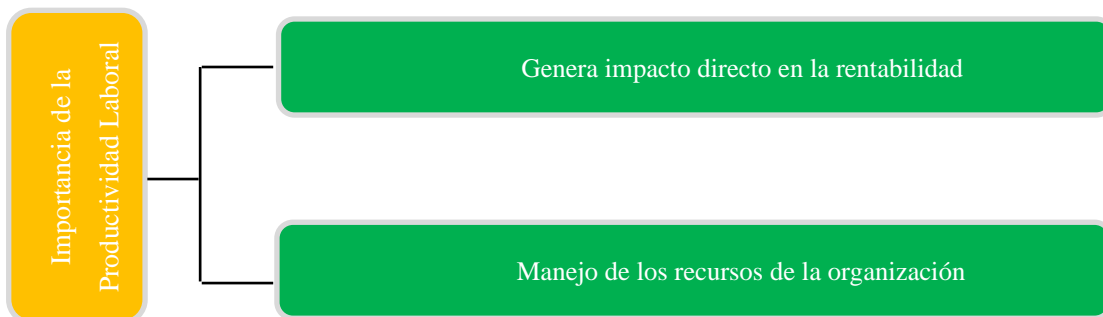 Importancia de la
Productividad Laboral
Genera impacto directo en la rentabilidad
Manejo de los recursos de la organización